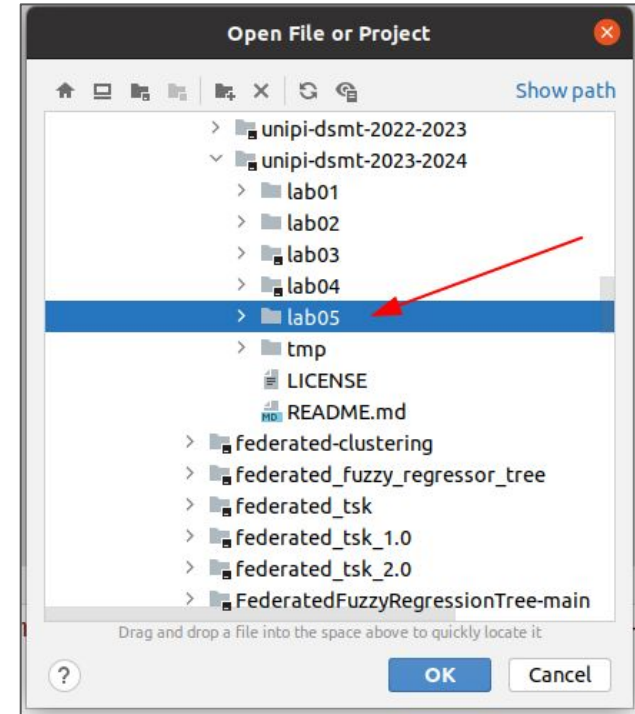 Open File or Project
Show path
unipi-dsmt-2022-2023
unipi-dsmt-2023-2024
lab01
lab02
lab03
lab04
lab05
tmp
LICENSE
MD README.md
federated-clustering
federated_fuzzy_regressor_tree
federated_tsk
federated_tsk_1.0
federated_tsk_2.0
FederatedFuzzyRegressionTree-main
Drag and drop a file into the space above to quickly locate it
? OK Cancel